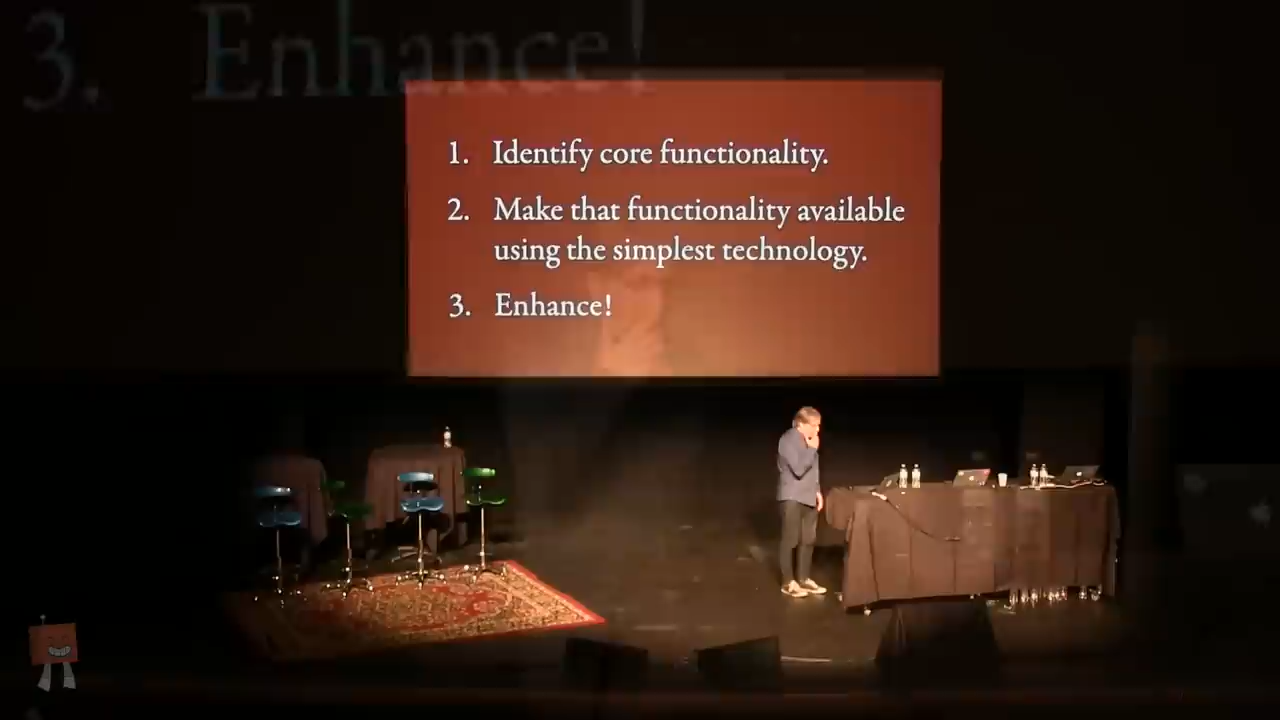 3. Enhance!
1. Identify core functionality.
2. Make that functionality available
using the simplest technology.
3. Enhance!